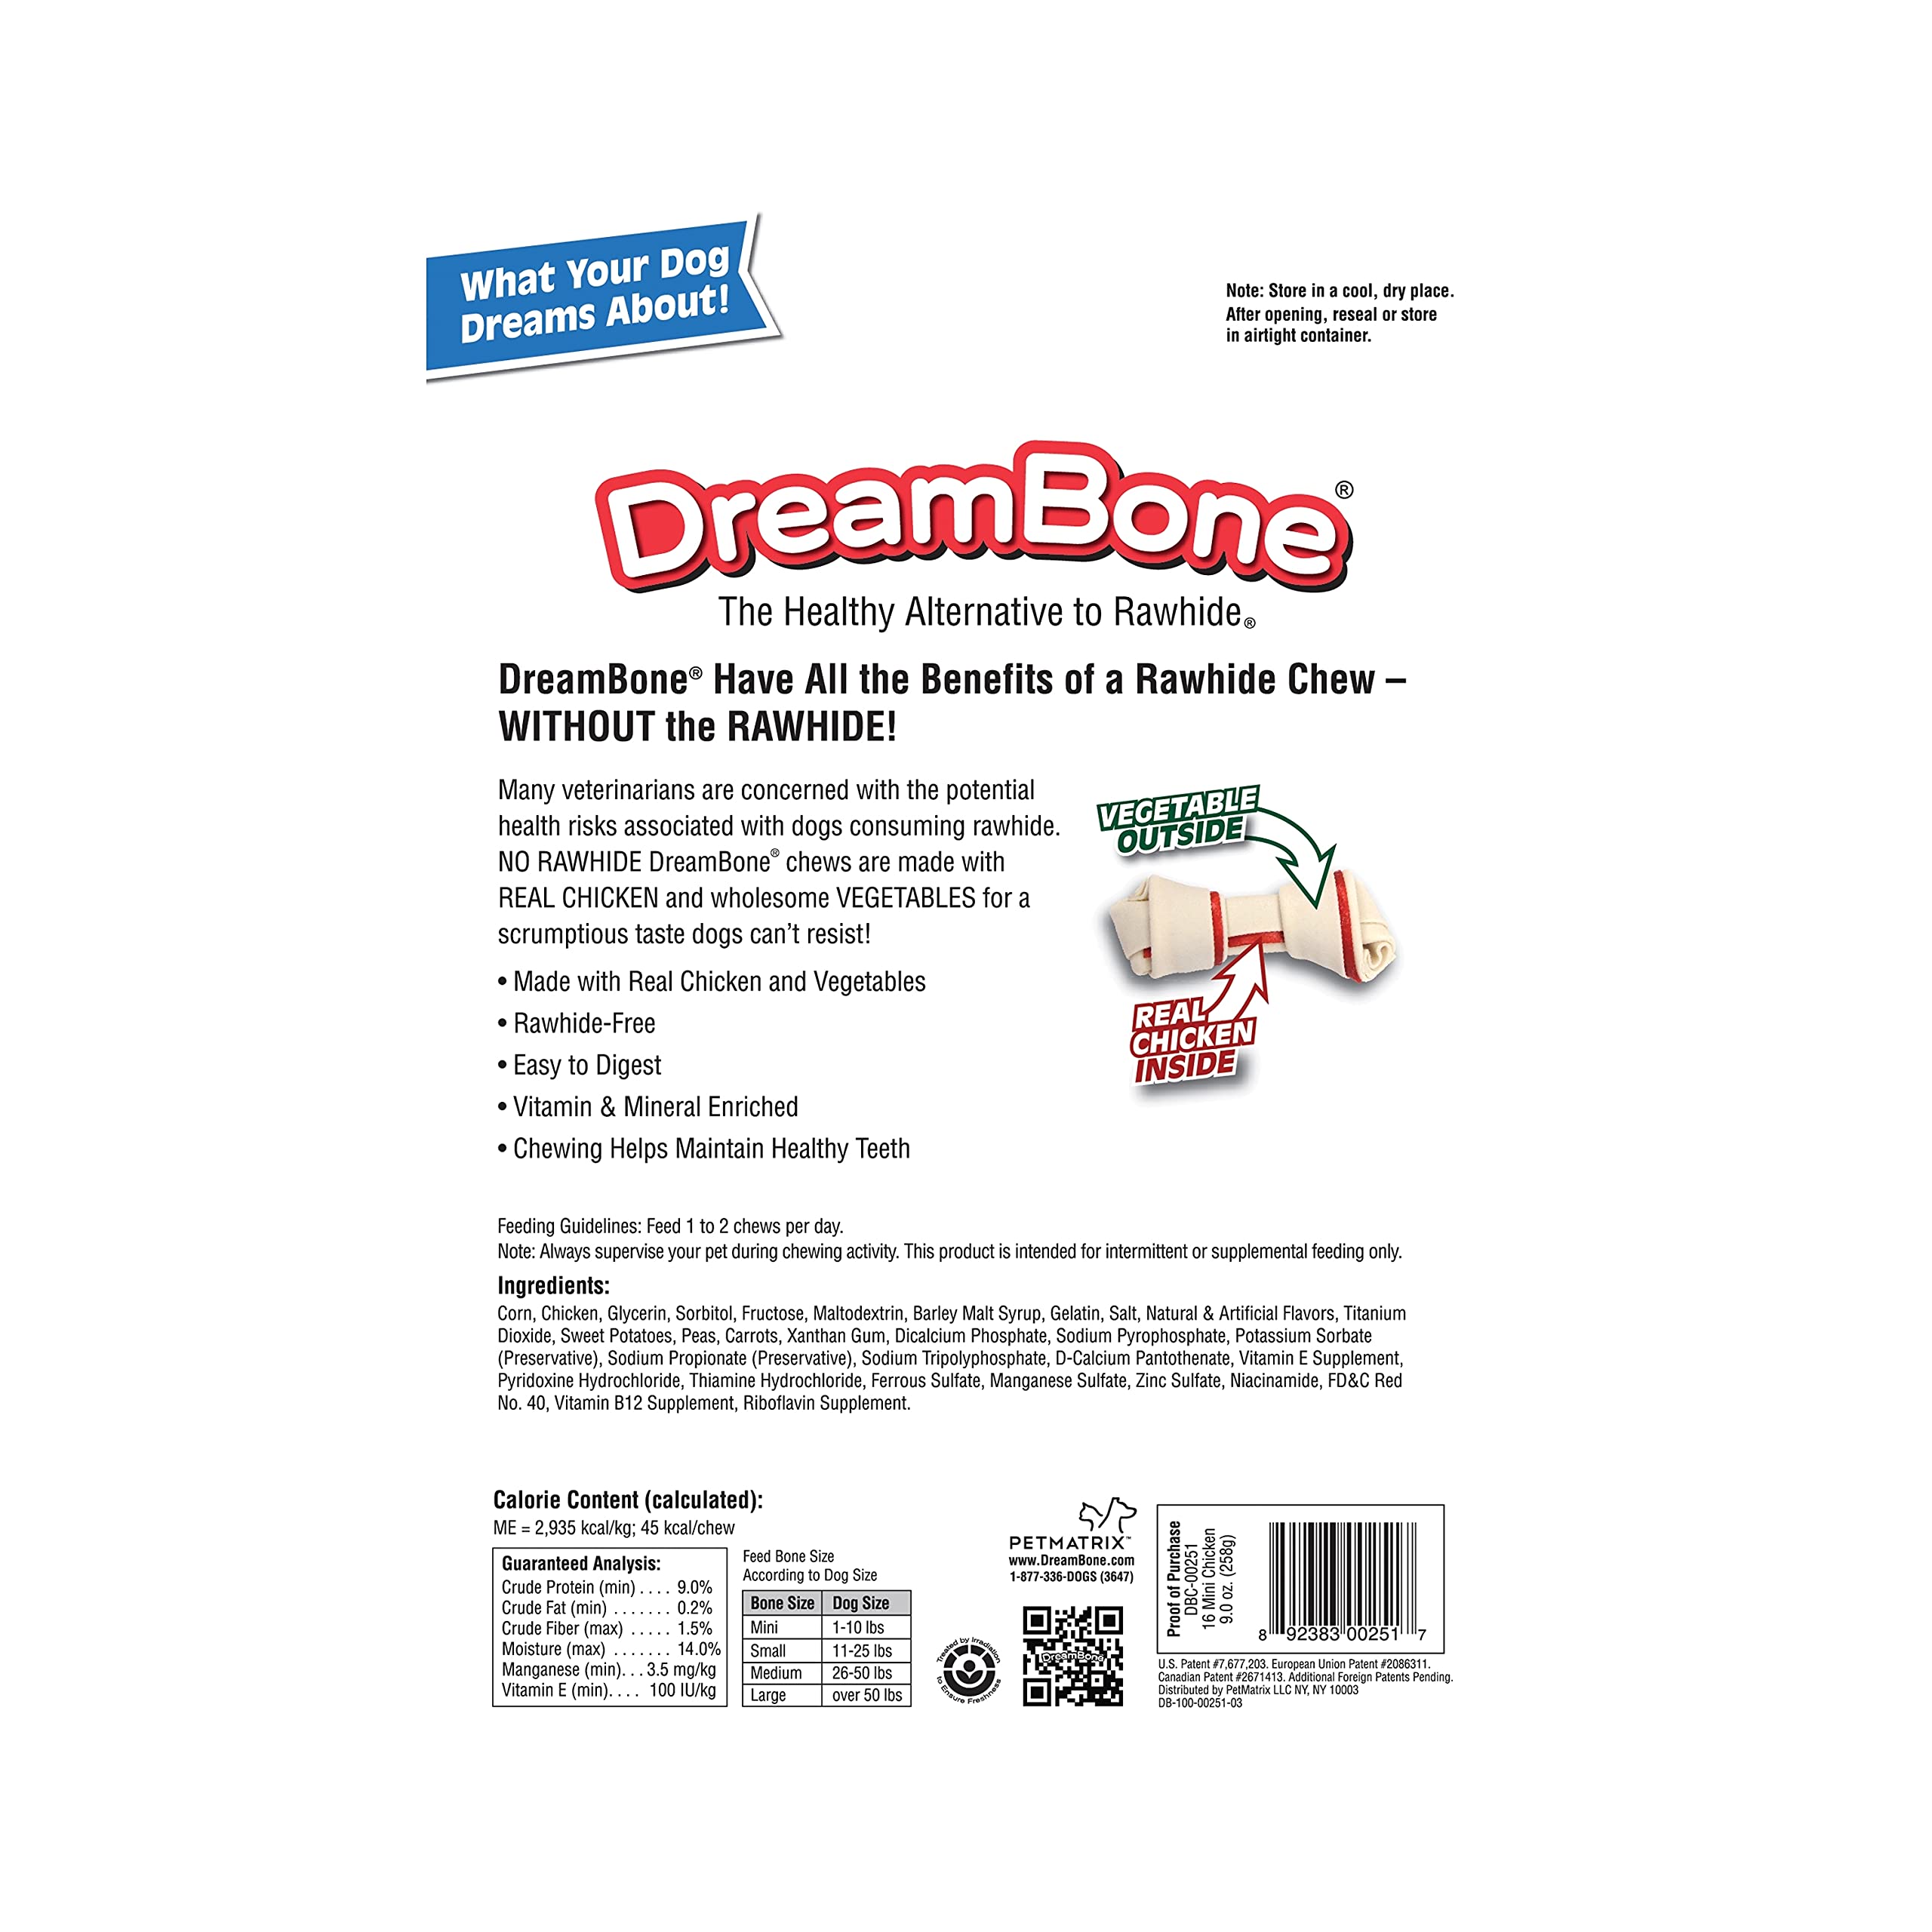 What Your Dog
Dreams About!
Note: Store in a cool, dry place.
After opening, reseal or store
in airtight container.
DreamBone®
The Healthy Alternative to Rawhide®
DreamBone® Have All the Benefits of a Rawhide Chew –
WITHOUT the RAWHIDE!
Many veterinarians are concerned with the potential
health risks associated with dogs consuming rawhide.
NO RAWHIDE DreamBone® chews are made with
REAL CHICKEN and wholesome VEGETABLES for a
scrumptious taste dogs can't resist!
• Made with Real Chicken and Vegetables
• Rawhide-Free
• Easy to Digest
• Vitamin & Mineral Enriched
• Chewing Helps Maintain Healthy Teeth
VEGETABLE
OUTSIDE
REAL
CHICKEN
INSIDE
Feeding Guidelines: Feed 1 to 2 chews per day.
Note: Always supervise your pet during chewing activity. This product is intended for intermittent or supplemental feeding only.
Ingredients:
Corn, Chicken, Glycerin, Sorbitol, Fructose, Maltodextrin, Barley Malt Syrup, Gelatin, Salt, Natural & Artificial Flavors, Titanium
Dioxide, Sweet Potatoes, Peas, Carrots, Xanthan Gum, Dicalcium Phosphate, Sodium Pyrophosphate, Potassium Sorbate
(Preservative), Sodium Propionate (Preservative), Sodium Tripolyphosphate, D-Calcium Pantothenate, Vitamin E Supplement,
Pyridoxine Hydrochloride, Thiamine Hydrochloride, Ferrous Sulfate, Manganese Sulfate, Zinc Sulfate, Niacinamide, FD&C Red
No. 40, Vitamin B12 Supplement, Riboflavin Supplement.
Calorie Content (calculated):
ME = 2,935 kcal/kg; 45 kcal/chew
Guaranteed Analysis:
Crude Protein (min) . . . . 9.0%
Crude Fat (min) . . . . . . . 0.2%
Crude Fiber (max) . . . . . 1.5%
Moisture (max) . . . . . . . 14.0%
Manganese (min). . . 3.5 mg/kg
Vitamin E (min). . . . 100 IU/kg
Feed Bone Size
According to Dog Size
Bone Size Dog Size
Mini 1-10 lbs
Small 11-25 lbs
Medium 26-50 lbs
Large over 50 lbs
Treated by Irradiation
to Ensure Freshness
PETMATRIX™
www.DreamBone.com
1-877-336-DOGS (3647)
DreamBone
Proof of Purchase
DBC-00251
16 Mini Chicken
9.0 oz. (258g)
8 92383 00251 7
U.S. Patent #7,677,203. European Union Patent #2086311.
Canadian Patent #2671413. Additional Foreign Patents Pending.
Distributed by PetMatrix LLC NY, NY 10003
DB-100-00251-03